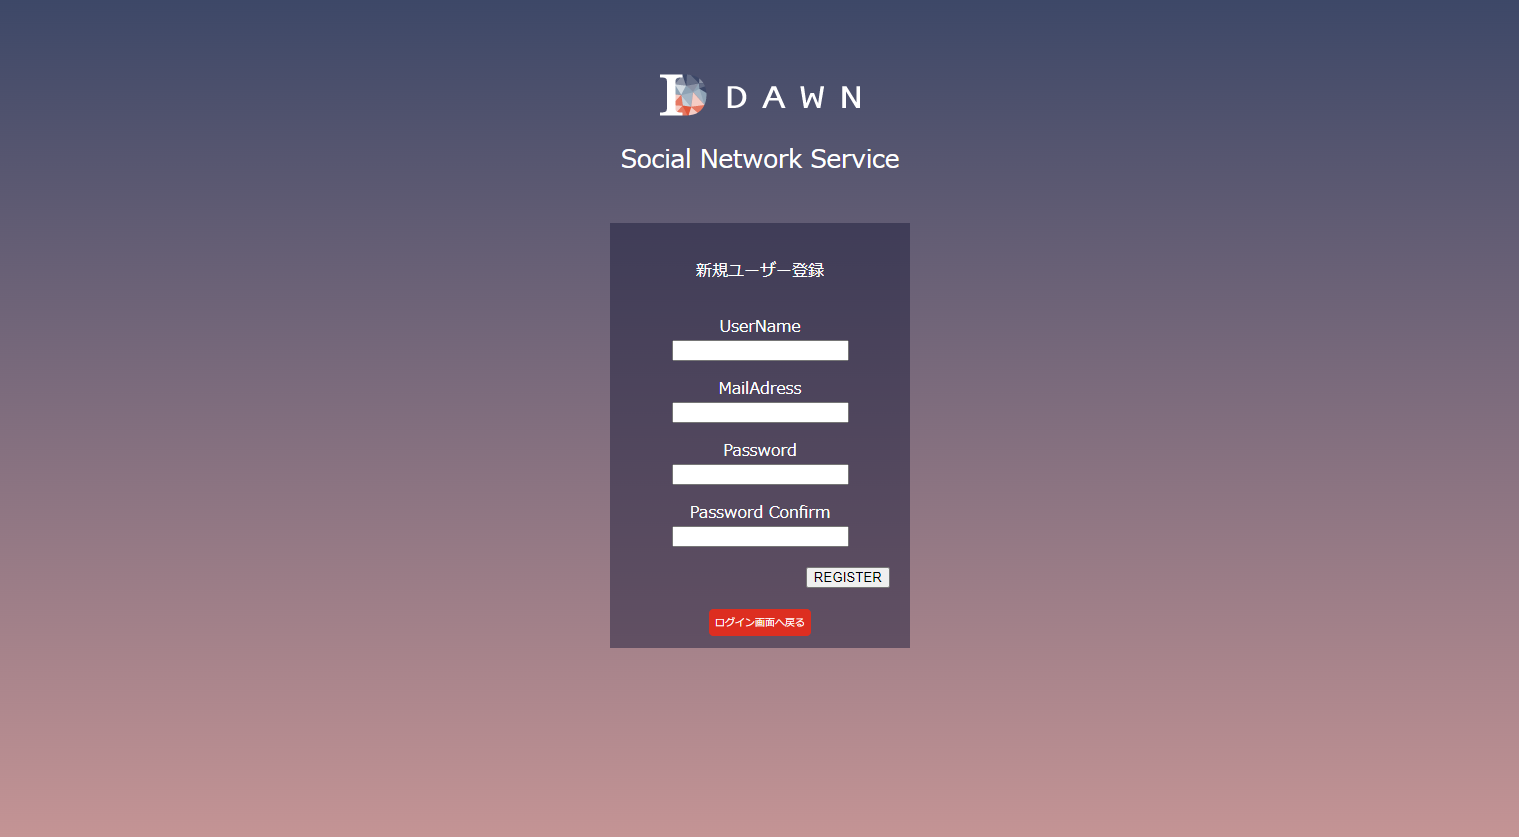 D DAWN
Social Network Service
新規ユーザー登録
UserName
MailAdress
Password
Password Confirm
REGISTER
ログイン画面へ戻る